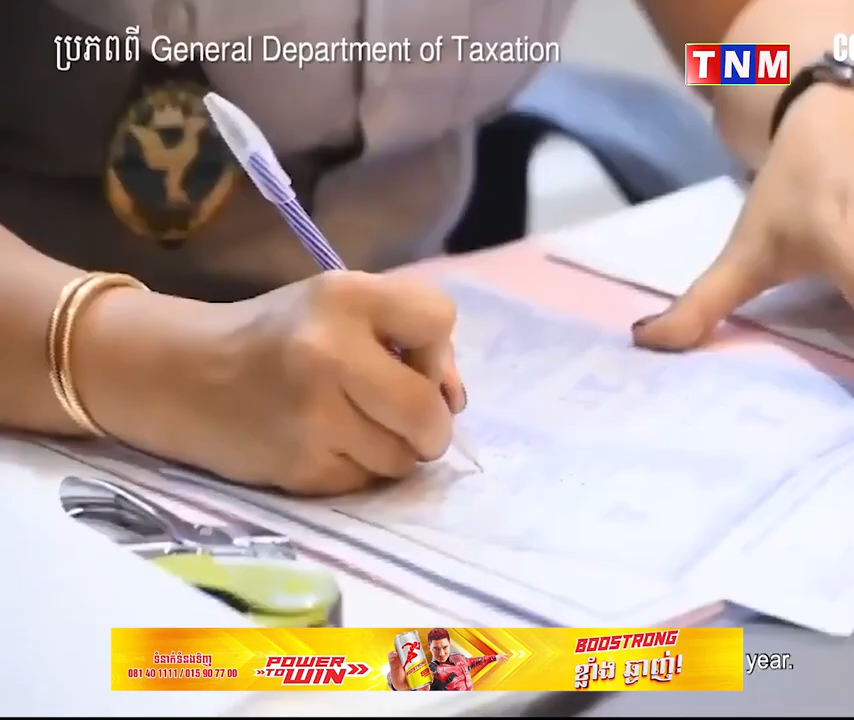 ប្រភពពី General Department of Taxation
TNM
ទំនាក់ទំនងទិញ
081 40 1111 / 015 90 77 00
POWER
TO WIN
BOOSTRONG
ខ្លាំង ឆ្ងាញ់!
year.